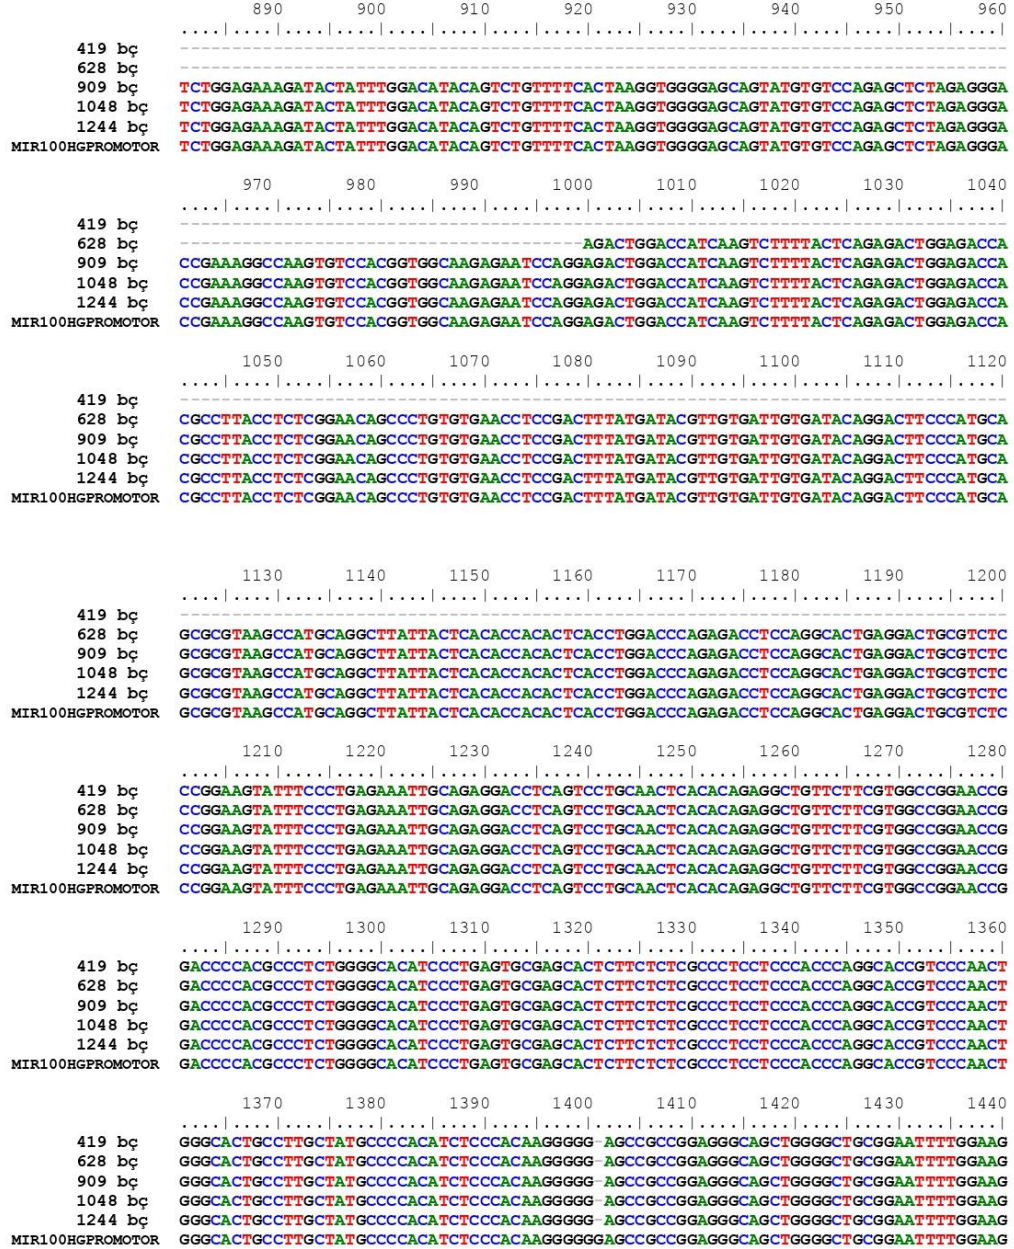 890 900 910 920 930 940 950 960
....|....|....|....|....|....|....|....|....|....|....|....|....|....|....|....|
419 bç --------------------------------------------------------------------------------
628 bç --------------------------------------------------------------------------------
909 bç TCTGGAGAAAGATACTATTTGGACATACAGTCTGTTTTCACTAAGGTGGGGAGCAGTATGTGTCCAGAGCTCTAGAGGGA
1048 bç TCTGGAGAAAGATACTATTTGGACATACAGTCTGTTTTCACTAAGGTGGGGAGCAGTATGTGTCCAGAGCTCTAGAGGGA
1244 bç TCTGGAGAAAGATACTATTTGGACATACAGTCTGTTTTCACTAAGGTGGGGAGCAGTATGTGTCCAGAGCTCTAGAGGGA
MIR100HGPROMOTOR TCTGGAGAAAGATACTATTTGGACATACAGTCTGTTTTCACTAAGGTGGGGAGCAGTATGTGTCCAGAGCTCTAGAGGGA
970 980 990 1000 1010 1020 1030 1040
....|....|....|....|....|....|....|....|....|....|....|....|....|....|....|....|
419 bç --------------------------------------------------------------------------------
628 bç ---------------------------------------AGACTGGACCATCAAGTCTTTTACTCAGAGACTGGAGACCA
909 bç CCGAAAGGCCAAGTGTCCACGGTGGCAAGAGAATCCAGGAGACTGGACCATCAAGTCTTTTACTCAGAGACTGGAGACCA
1048 bç CCGAAAGGCCAAGTGTCCACGGTGGCAAGAGAATCCAGGAGACTGGACCATCAAGTCTTTTACTCAGAGACTGGAGACCA
1244 bç CCGAAAGGCCAAGTGTCCACGGTGGCAAGAGAATCCAGGAGACTGGACCATCAAGTCTTTTACTCAGAGACTGGAGACCA
MIR100HGPROMOTOR CCGAAAGGCCAAGTGTCCACGGTGGCAAGAGAATCCAGGAGACTGGACCATCAAGTCTTTTACTCAGAGACTGGAGACCA
1050 1060 1070 1080 1090 1100 1110 1120
....|....|....|....|....|....|....|....|....|....|....|....|....|....|....|....|
419 bç --------------------------------------------------------------------------------
628 bç CGCCTTACCTCTCGGAACAGCCCTGTGTGAACCTCCGACTTTATGATACGTTGTGATTGTGATACAGGACTTCCCATGCA
909 bç CGCCTTACCTCTCGGAACAGCCCTGTGTGAACCTCCGACTTTATGATACGTTGTGATTGTGATACAGGACTTCCCATGCA
1048 bç CGCCTTACCTCTCGGAACAGCCCTGTGTGAACCTCCGACTTTATGATACGTTGTGATTGTGATACAGGACTTCCCATGCA
1244 bç CGCCTTACCTCTCGGAACAGCCCTGTGTGAACCTCCGACTTTATGATACGTTGTGATTGTGATACAGGACTTCCCATGCA
MIR100HGPROMOTOR CGCCTTACCTCTCGGAACAGCCCTGTGTGAACCTCCGACTTTATGATACGTTGTGATTGTGATACAGGACTTCCCATGCA
1130 1140 1150 1160 1170 1180 1190 1200
....|....|....|....|....|....|....|....|....|....|....|....|....|....|....|....|
419 bç --------------------------------------------------------------------------------
628 bç GCGCGTAAGCCATGCAGGCTTATTACTCACACCACACTCACCTGGACCCAGAGACCTCCAGGCACTGAGGACTGCGTCTC
909 bç GCGCGTAAGCCATGCAGGCTTATTACTCACACCACACTCACCTGGACCCAGAGACCTCCAGGCACTGAGGACTGCGTCTC
1048 bç GCGCGTAAGCCATGCAGGCTTATTACTCACACCACACTCACCTGGACCCAGAGACCTCCAGGCACTGAGGACTGCGTCTC
1244 bç GCGCGTAAGCCATGCAGGCTTATTACTCACACCACACTCACCTGGACCCAGAGACCTCCAGGCACTGAGGACTGCGTCTC
MIR100HGPROMOTOR GCGCGTAAGCCATGCAGGCTTATTACTCACACCACACTCACCTGGACCCAGAGACCTCCAGGCACTGAGGACTGCGTCTC
1210 1220 1230 1240 1250 1260 1270 1280
....|....|....|....|....|....|....|....|....|....|....|....|....|....|....|....|
419 bç CCGGAAGTATTTCCCTGAGAAATTGCAGAGGACCTCAGTCCTGCAACTCACACAGAGGCTGTTCTTCGTGGCCGGAACCG
628 bç CCGGAAGTATTTCCCTGAGAAATTGCAGAGGACCTCAGTCCTGCAACTCACACAGAGGCTGTTCTTCGTGGCCGGAACCG
909 bç CCGGAAGTATTTCCCTGAGAAATTGCAGAGGACCTCAGTCCTGCAACTCACACAGAGGCTGTTCTTCGTGGCCGGAACCG
1048 bç CCGGAAGTATTTCCCTGAGAAATTGCAGAGGACCTCAGTCCTGCAACTCACACAGAGGCTGTTCTTCGTGGCCGGAACCG
1244 bç CCGGAAGTATTTCCCTGAGAAATTGCAGAGGACCTCAGTCCTGCAACTCACACAGAGGCTGTTCTTCGTGGCCGGAACCG
MIR100HGPROMOTOR CCGGAAGTATTTCCCTGAGAAATTGCAGAGGACCTCAGTCCTGCAACTCACACAGAGGCTGTTCTTCGTGGCCGGAACCG
1290 1300 1310 1320 1330 1340 1350 1360
....|....|....|....|....|....|....|....|....|....|....|....|....|....|....|....|
419 bç GACCCCACGCCCTCTGGGGCACATCCCTGAGTGCGAGCACTCTTCTCTCGCCCTCCTCCCACCCAGGCACCGTCCCAACT
628 bç GACCCCACGCCCTCTGGGGCACATCCCTGAGTGCGAGCACTCTTCTCTCGCCCTCCTCCCACCCAGGCACCGTCCCAACT
909 bç GACCCCACGCCCTCTGGGGCACATCCCTGAGTGCGAGCACTCTTCTCTCGCCCTCCTCCCACCCAGGCACCGTCCCAACT
1048 bç GACCCCACGCCCTCTGGGGCACATCCCTGAGTGCGAGCACTCTTCTCTCGCCCTCCTCCCACCCAGGCACCGTCCCAACT
1244 bç GACCCCACGCCCTCTGGGGCACATCCCTGAGTGCGAGCACTCTTCTCTCGCCCTCCTCCCACCCAGGCACCGTCCCAACT
MIR100HGPROMOTOR GACCCCACGCCCTCTGGGGCACATCCCTGAGTGCGAGCACTCTTCTCTCGCCCTCCTCCCACCCAGGCACCGTCCCAACT
1370 1380 1390 1400 1410 1420 1430 1440
....|....|....|....|....|....|....|....|....|....|....|....|....|....|....|....|
419 bç GGGCACTGCCTTGCTATGCCCCACATCTCCCACAAGGGGG-AGCCGCCGGAGGGCAGCTGGGGCTGCGGAATTTTGGAAG
628 bç GGGCACTGCCTTGCTATGCCCCACATCTCCCACAAGGGGG-AGCCGCCGGAGGGCAGCTGGGGCTGCGGAATTTTGGAAG
909 bç GGGCACTGCCTTGCTATGCCCCACATCTCCCACAAGGGGG-AGCCGCCGGAGGGCAGCTGGGGCTGCGGAATTTTGGAAG
1048 bç GGGCACTGCCTTGCTATGCCCCACATCTCCCACAAGGGGG-AGCCGCCGGAGGGCAGCTGGGGCTGCGGAATTTTGGAAG
1244 bç GGGCACTGCCTTGCTATGCCCCACATCTCCCACAAGGGGG-AGCCGCCGGAGGGCAGCTGGGGCTGCGGAATTTTGGAAG
MIR100HGPROMOTOR GGGCACTGCCTTGCTATGCCCCACATCTCCCACAAGGGGGGAGCCGCCGGAGGGCAGCTGGGGCTGCGGAATTTTGGAAG